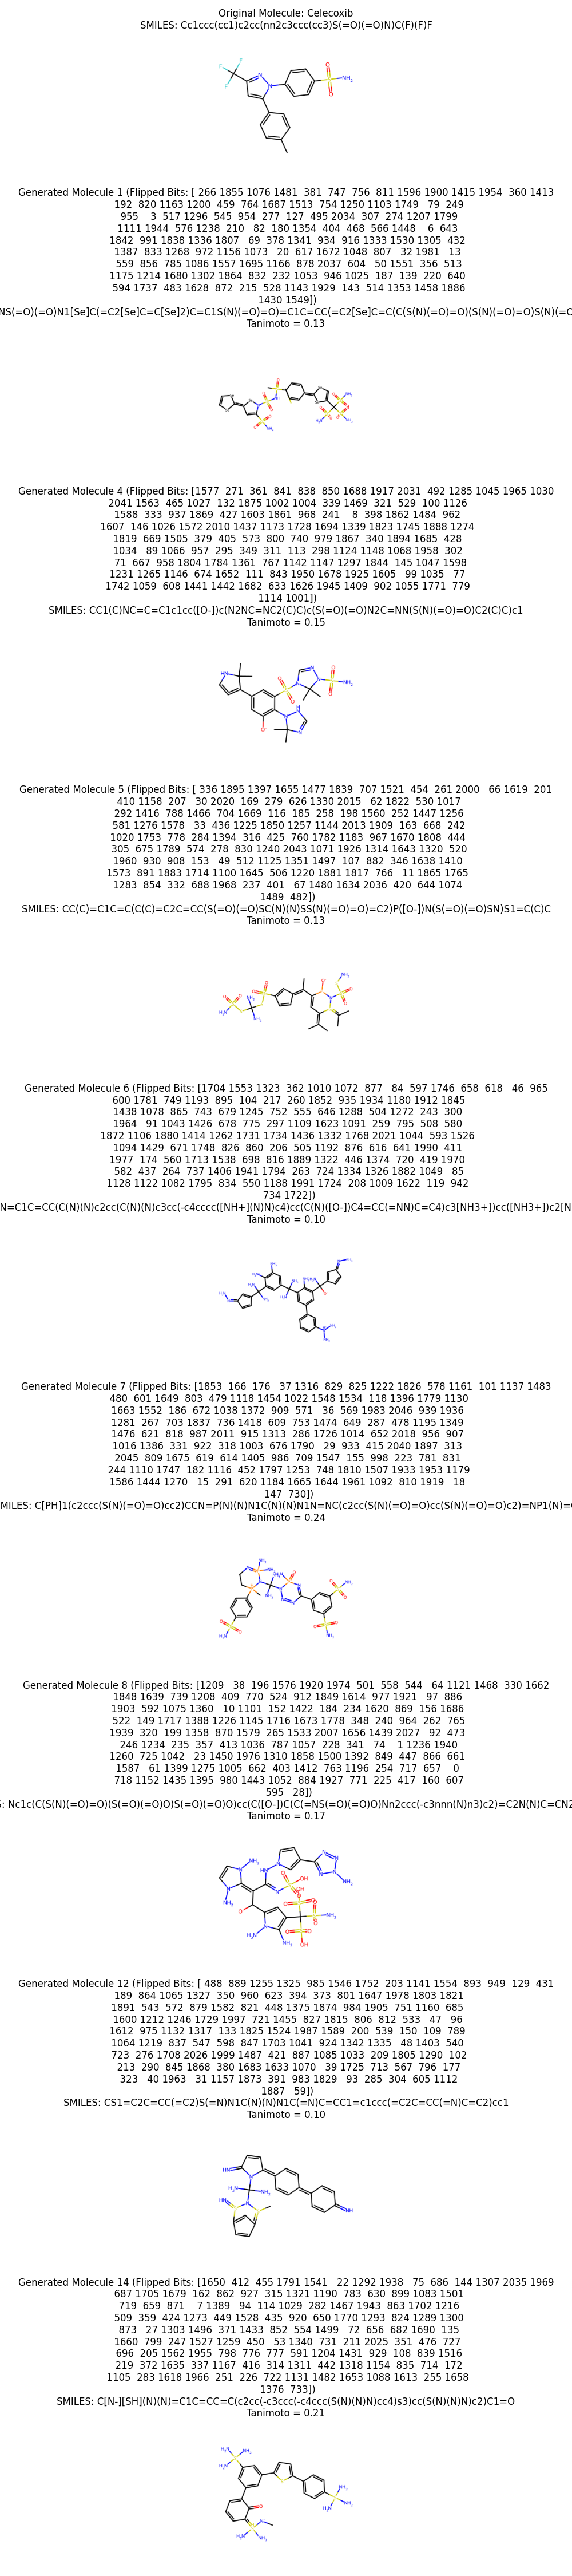 Original Molecule: Celecoxib
SMILES: Cc1ccc(cc1)c2cc(nn2c3ccc(cc3)S(=O)(=O)N)C(F)(F)F
Generated Molecule 1 (Flipped Bits: [ 266 1855 1076 1481  381  747  756  811 1596 1900 1415 1954  360 1413
192  820 1163 1200  459  764 1687 1513  754 1250 1103 1749   79  249
955    3  517 1296  545  954  277  127  495 2034  307  274 1207 1799
1111 1944  576 1238  210   82  180 1354  404  468  566 1448    6  643
1842  991 1838 1336 1807   69  378 1341  934  916 1333 1530 1305  432
1387  833 1268  972 1156 1073   20  617 1672 1048  807   32 1981   13
559  856  785 1086 1557 1695 1166  878 2037  604   50 1551  356  513
1175 1214 1680 1302 1864  832  232 1053  946 1025  187  139  220  640
594 1737  483 1628  872  215  528 1143 1929  143  514 1353 1458 1886
1430 1549])
NS(=O)(=O)N1[Se]C(=C2[Se]C=C[Se]2)C=C1S(N)(=O)=O)=C1C=CC(=C2[Se]C=C(C(S(N)(=O)=O)(S(N)(=O)=O)S(N)(=O
Tanimoto = 0.13
Generated Molecule 4 (Flipped Bits: [1577  271  361  841  838  850 1688 1917 2031  492 1285 1045 1965 1030
2041 1563  465 1027  132 1875 1002 1004  339 1469  321  529  100 1126
1588  333  937 1869  427 1603 1861  968  241    8  398 1862 1484  962
1607  146 1026 1572 2010 1437 1173 1728 1694 1339 1823 1745 1888 1274
1819  669 1505  379  405  573  800  740  979 1867  340 1894 1685  428
1034   89 1066  957  295  349  311  113  298 1124 1148 1068 1958  302
71  667  958 1804 1784 1361  767 1142 1147 1297 1844  145 1047 1598
1231 1265 1146  674 1652  111  843 1950 1678 1925 1605   99 1035   77
1742 1059  608 1441 1442 1682  633 1626 1945 1409  902 1055 1771  779
1114 1001])
SMILES: CC1(C)NC=C=C1c1cc([O-])c(N2NC=NC2(C)C)c(S(=O)(=O)N2C=NN(S(N)(=O)=O)C2(C)C)c1
Tanimoto = 0.15
Generated Molecule 5 (Flipped Bits: [ 336 1895 1397 1655 1477 1839  707 1521  454  261 2000   66 1619  201
410 1158  207   30 2020  169  279  626 1330 2015   62 1822  530 1017
292 1416  788 1466  704 1669  116  185  258  198 1560  252 1447 1256
581 1276 1578   33  436 1225 1850 1257 1144 2013 1909  163  668  242
1020 1753  778  284 1394  316  425  760 1782 1183  967 1670 1808  444
305  675 1789  574  278  830 1240 2043 1071 1926 1314 1643 1320  520
1960  930  908  153   49  512 1125 1351 1497  107  882  346 1638 1410
1573  891 1883 1714 1100 1645  506 1220 1881 1817  766   11 1865 1765
1283  854  332  688 1968  237  401   67 1480 1634 2036  420  644 1074
1489  482])
SMILES: CC(C)=C1C=C(C(C)=C2C=CC(S(=O)(=O)SC(N)(N)SS(N)(=O)=O)=C2)P([O-])N(S(=O)(=O)SN)S1=C(C)C
Tanimoto = 0.13
Generated Molecule 6 (Flipped Bits: [1704 1553 1323  362 1010 1072  877   84  597 1746  658  618   46  965
600 1781  749 1193  895  104  217  260 1852  935 1934 1180 1912 1845
1438 1078  865  743  679 1245  752  555  646 1288  504 1272  243  300
1964   91 1043 1426  678  775  297 1109 1623 1091  259  795  508  580
1872 1106 1880 1414 1262 1731 1734 1436 1332 1768 2021 1044  593 1526
1094 1429  671 1748  826  860  206  505 1192  876  616  641 1990  411
1977  174  560 1713 1538  698  816 1889 1322  446 1374  720  419 1970
582  437  264  737 1406 1941 1794  263  724 1334 1326 1882 1049   85
1128 1122 1082 1795  834  550 1188 1991 1724  208 1009 1622  119  942
734 1722])
N=C1C=CC(C(N)(N)c2cc(C(N)(N)c3cc(-c4cccc([NH+](N)N)c4)cc(C(N)([O-])C4=CC(=NN)C=C4)c3[NH3+])cc([NH3+])c2[N
Tanimoto = 0.10
Generated Molecule 7 (Flipped Bits: [1853  166  176   37 1316  829  825 1222 1826  578 1161  101 1137 1483
480  601 1649  803  479 1118 1454 1022 1548 1534  118 1396 1779 1130
1663 1552  186  672 1038 1372  909  571   36  569 1983 2046  939 1936
1281  267  703 1837  736 1418  609  753 1474  649  287  478 1195 1349
1476  621  818  987 2011  915 1313  286 1726 1014  652 2018  956  907
1016 1386  331  922  318 1003  676 1790   29  933  415 2040 1897  313
2045  809 1675  619  614 1405  986  709 1547  155  998  223  781  831
244 1110 1747  182 1116  452 1797 1253  748 1810 1507 1933 1953 1179
1586 1444 1270   15  291  620 1184 1665 1644 1961 1092  810 1919   18
147  730])
MILES: C[PH]1(c2ccc(S(N)(=O)=O)cc2)CCN=P(N)(N)N1C(N)(N)N1N=NC(c2cc(S(N)(=O)=O)cc(S(N)(=O)=O)c2)=NP1(N)=
Tanimoto = 0.24
Generated Molecule 8 (Flipped Bits: [1209   38  196 1576 1920 1974  501  558  544   64 1121 1468  330 1662
1848 1639  739 1208  409  770  524  912 1849 1614  977 1921   97  886
1903  592 1075 1360   10 1101  152 1422  184  234 1620  869  156 1686
522  149 1717 1388  1226 1145 1716 1673 1778  348  240  964  262  765
1939  320  199 1358  870 1579  265 1533 2007 1656 1439 2027   92  473
246 1234  235  357  413 1036  787 1057  228  341   74    1 1236 1940
1260  725 1042   23 1450 1976 1310 1858 1500 1392  849  447  866  661
1587   61 1399 1275 1005  662  403 1412  763 1196  254  717  657    0
718 1152 1435 1395  980 1443 1052  884 1927  771  225  417  160  607
595   28])
S: Nc1c(C(S(N)(=O)=O)(S(=O)(=O)O)S(=O)(=O)O)cc(C([O-])C(C(=NS(=O)(=O)O)Nn2ccc(-c3nnn(N)n3)c2)=C2N(N)C=CN2
Tanimoto = 0.17
Generated Molecule 12 (Flipped Bits: [ 488  889 1255 1325  985 1546 1752  203 1141 1554  893  949  129  431
189  864 1065 1327  350  960  623  394  373  801 1647 1978 1803 1821
1891  543  572  879 1582  821  448 1375 1874  984 1905  751 1160  685
1600 1212 1246 1729 1997  721 1455  827 1815  806  812  533   47   96
1612  975 1132 1317  133 1825 1524 1987 1589  200  539  150  109  789
1064 1219  837  547  598  847 1703 1041  924 1342 1335   48 1403  540
723  276 1708 2026 1999 1487  421  887 1085 1033  209 1805 1290  102
213  290  845 1868  380 1683 1633 1070   39 1725  713  567  796  177
323   40 1963   31 1157 1873  391  983 1829   93  285  304  605 1112
1887   59])
SMILES: CS1=C2C=CC(=C2)S(=N)N1C(N)(N)N1C(=N)C=CC1=c1ccc(=C2C=CC(=N)C=C2)cc1
Tanimoto = 0.10
Generated Molecule 14 (Flipped Bits: [1650  412  455 1791 1541   22 1292 1938   75  686  144 1307 2035 1969
687 1705 1679  162  862  927  315 1321 1190  783  630  899 1083 1501
719  659  871    7 1389   94  114 1029  282 1467 1943  863 1702 1216
509  359  424 1273  449 1528  435  920  650 1770 1293  824 1289 1300
873   27 1303 1496  371 1433  852  554 1499   72  656  682 1690  135
1660  799  247 1527 1259  450   53 1340  731  211 2025  351  476  727
696  205 1562 1955  798  776  777  591 1204 1431  929  108  839 1516
219  372 1635  337 1167  416  314 1311  442 1318 1154  835  714  172
1105  283 1618 1966  251  226  722 1131 1482 1653 1088 1613  255 1658
1376  733])
SMILES: C[N-][SH](N)(N)=C1C=CC=C(c2cc(-c3ccc(-c4ccc(S(N)(N)N)cc4)s3)cc(S(N)(N)N)c2)C1=O
Tanimoto = 0.21